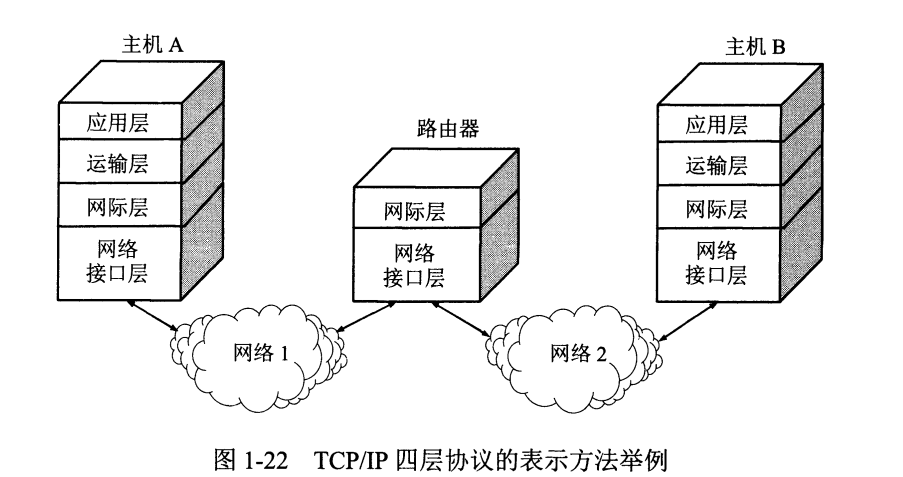 主机 A
应用层
运输层
网际层
网络
接口层
路由器
网际层
网络
接口层
主机 B
应用层
运输层
网际层
网络
接口层
网络 1
网络 2
图 1-22 TCP/IP 四层协议的表示方法举例